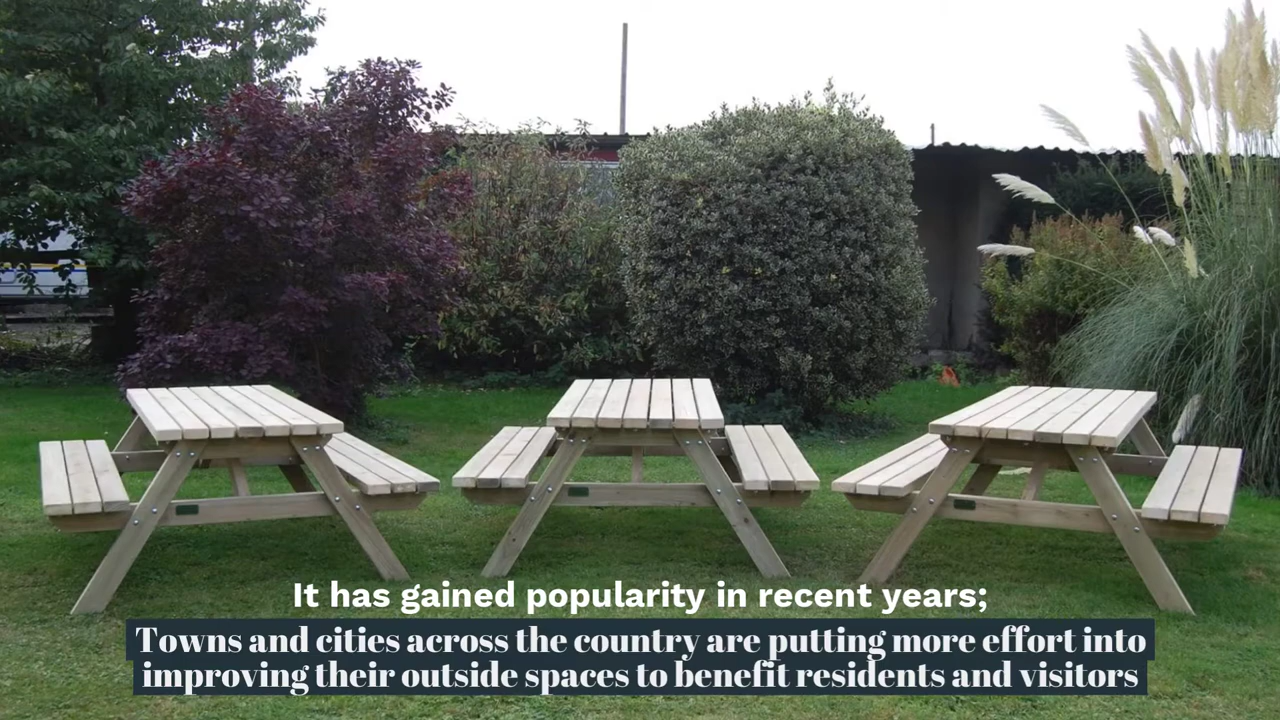 It has gained popularity in recent years;
Towns and cities across the country are putting more effort into
improving their outside spaces to benefit residents and visitors